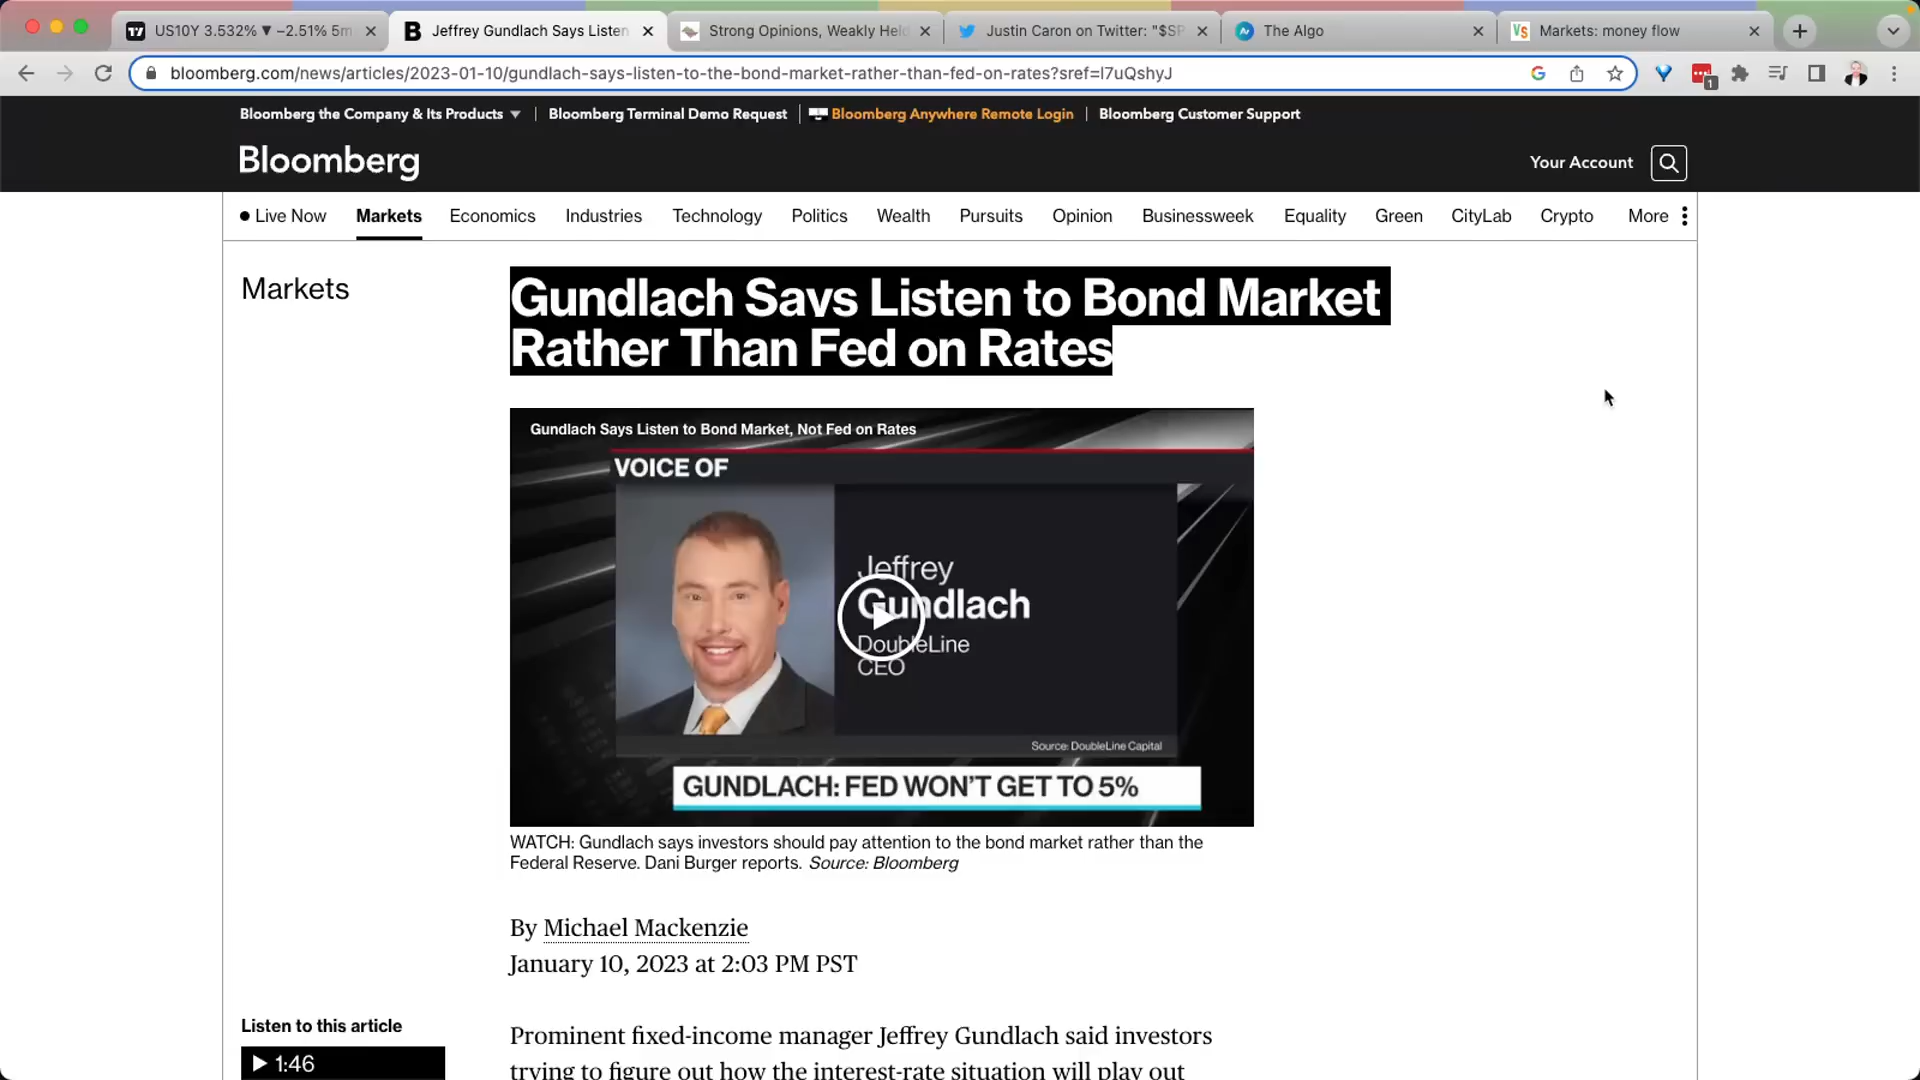 US10Y 3.532% ▼ −2.51% 5m
Jeffrey Gundlach Says Listen
Strong Opinions, Weakly Hel
Justin Caron on Twitter: "$SP
The Algo
Markets: money flow
bloomberg.com/news/articles/2023-01-10/gundlach-says-listen-to-the-bond-market-rather-than-fed-on-rates?sref=l7uQshyJ
1
Bloomberg the Company & Its Products ▼
Bloomberg Terminal Demo Request
Bloomberg Anywhere Remote Login
Bloomberg Customer Support
Bloomberg
Your Account
Live Now
Markets
Economics
Industries
Technology
Politics
Wealth
Pursuits
Opinion
Businessweek
Equality
Green
CityLab
Crypto
More
Markets
Gundlach Says Listen to Bond Market
Rather Than Fed on Rates
Gundlach Says Listen to Bond Market, Not Fed on Rates
VOICE OF
Jeffrey
Gundlach
DoubleLine
CEO
Source: DoubleLine Capital
GUNDLACH: FED WON'T GET TO 5%
WATCH: Gundlach says investors should pay attention to the bond market rather than the
Federal Reserve. Dani Burger reports. Source: Bloomberg
By Michael Mackenzie
January 10, 2023 at 2:03 PM PST
Listen to this article
1:46
Prominent fixed-income manager Jeffrey Gundlach said investors
trying to figure out how the interest-rate situation will play out